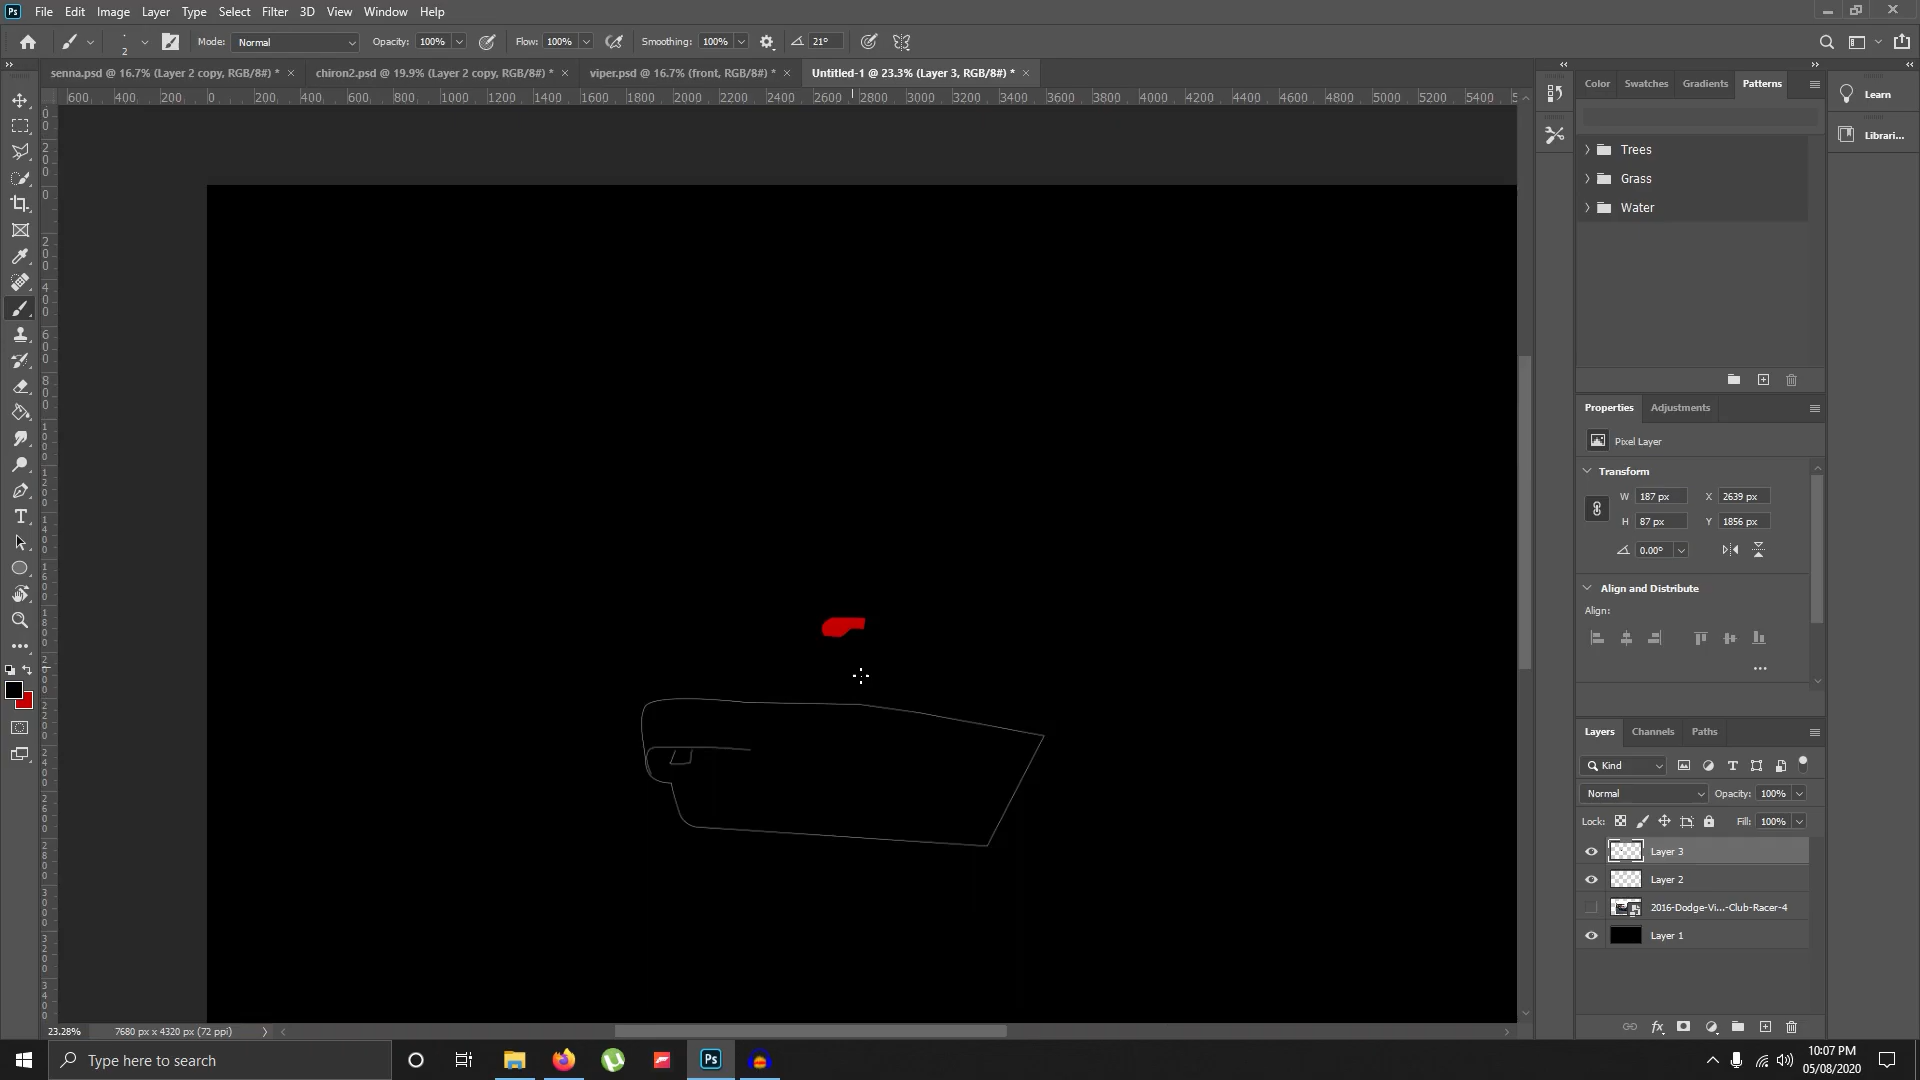 Ps File Edit Image Layer Type Select Filter 3D View Window Help
2 Mode: Normal Opacity: 100% Flow: 100% Smoothing: 100% 21°
senna.psd @ 16.7% (Layer 2 copy, RGB/8#) * × chiron2.psd @ 19.9% (Layer 2 copy, RGB/8#) * × viper.psd @ 16.7% (front, RGB/8#) * × Untitled-1 @ 23.3% (Layer 3, RGB/8#) * ×
600 400 200 0 200 400 600 800 1000 1200 1400 1600 1800 2000 2200 2400 2600 2800 3000 3200 3400 3600 3800 4000 4200 4400 4600 4800 5000 5200 5400
Color Swatches Gradients Patterns
Learn
Librari...
Trees
Grass
Water
Properties Adjustments
Pixel Layer
Transform
W 187 px X 2639 px
H 87 px Y 1856 px
0.00°
Align and Distribute
Align:
Layers Channels Paths
Kind
Normal Opacity: 100%
Lock: Fill: 100%
Layer 3
Layer 2
2016-Dodge-Vi...-Club-Racer-4
Layer 1
23.28% 7680 px x 4320 px (72 ppi)
Type here to search
Ps
10:07 PM
05/08/2020